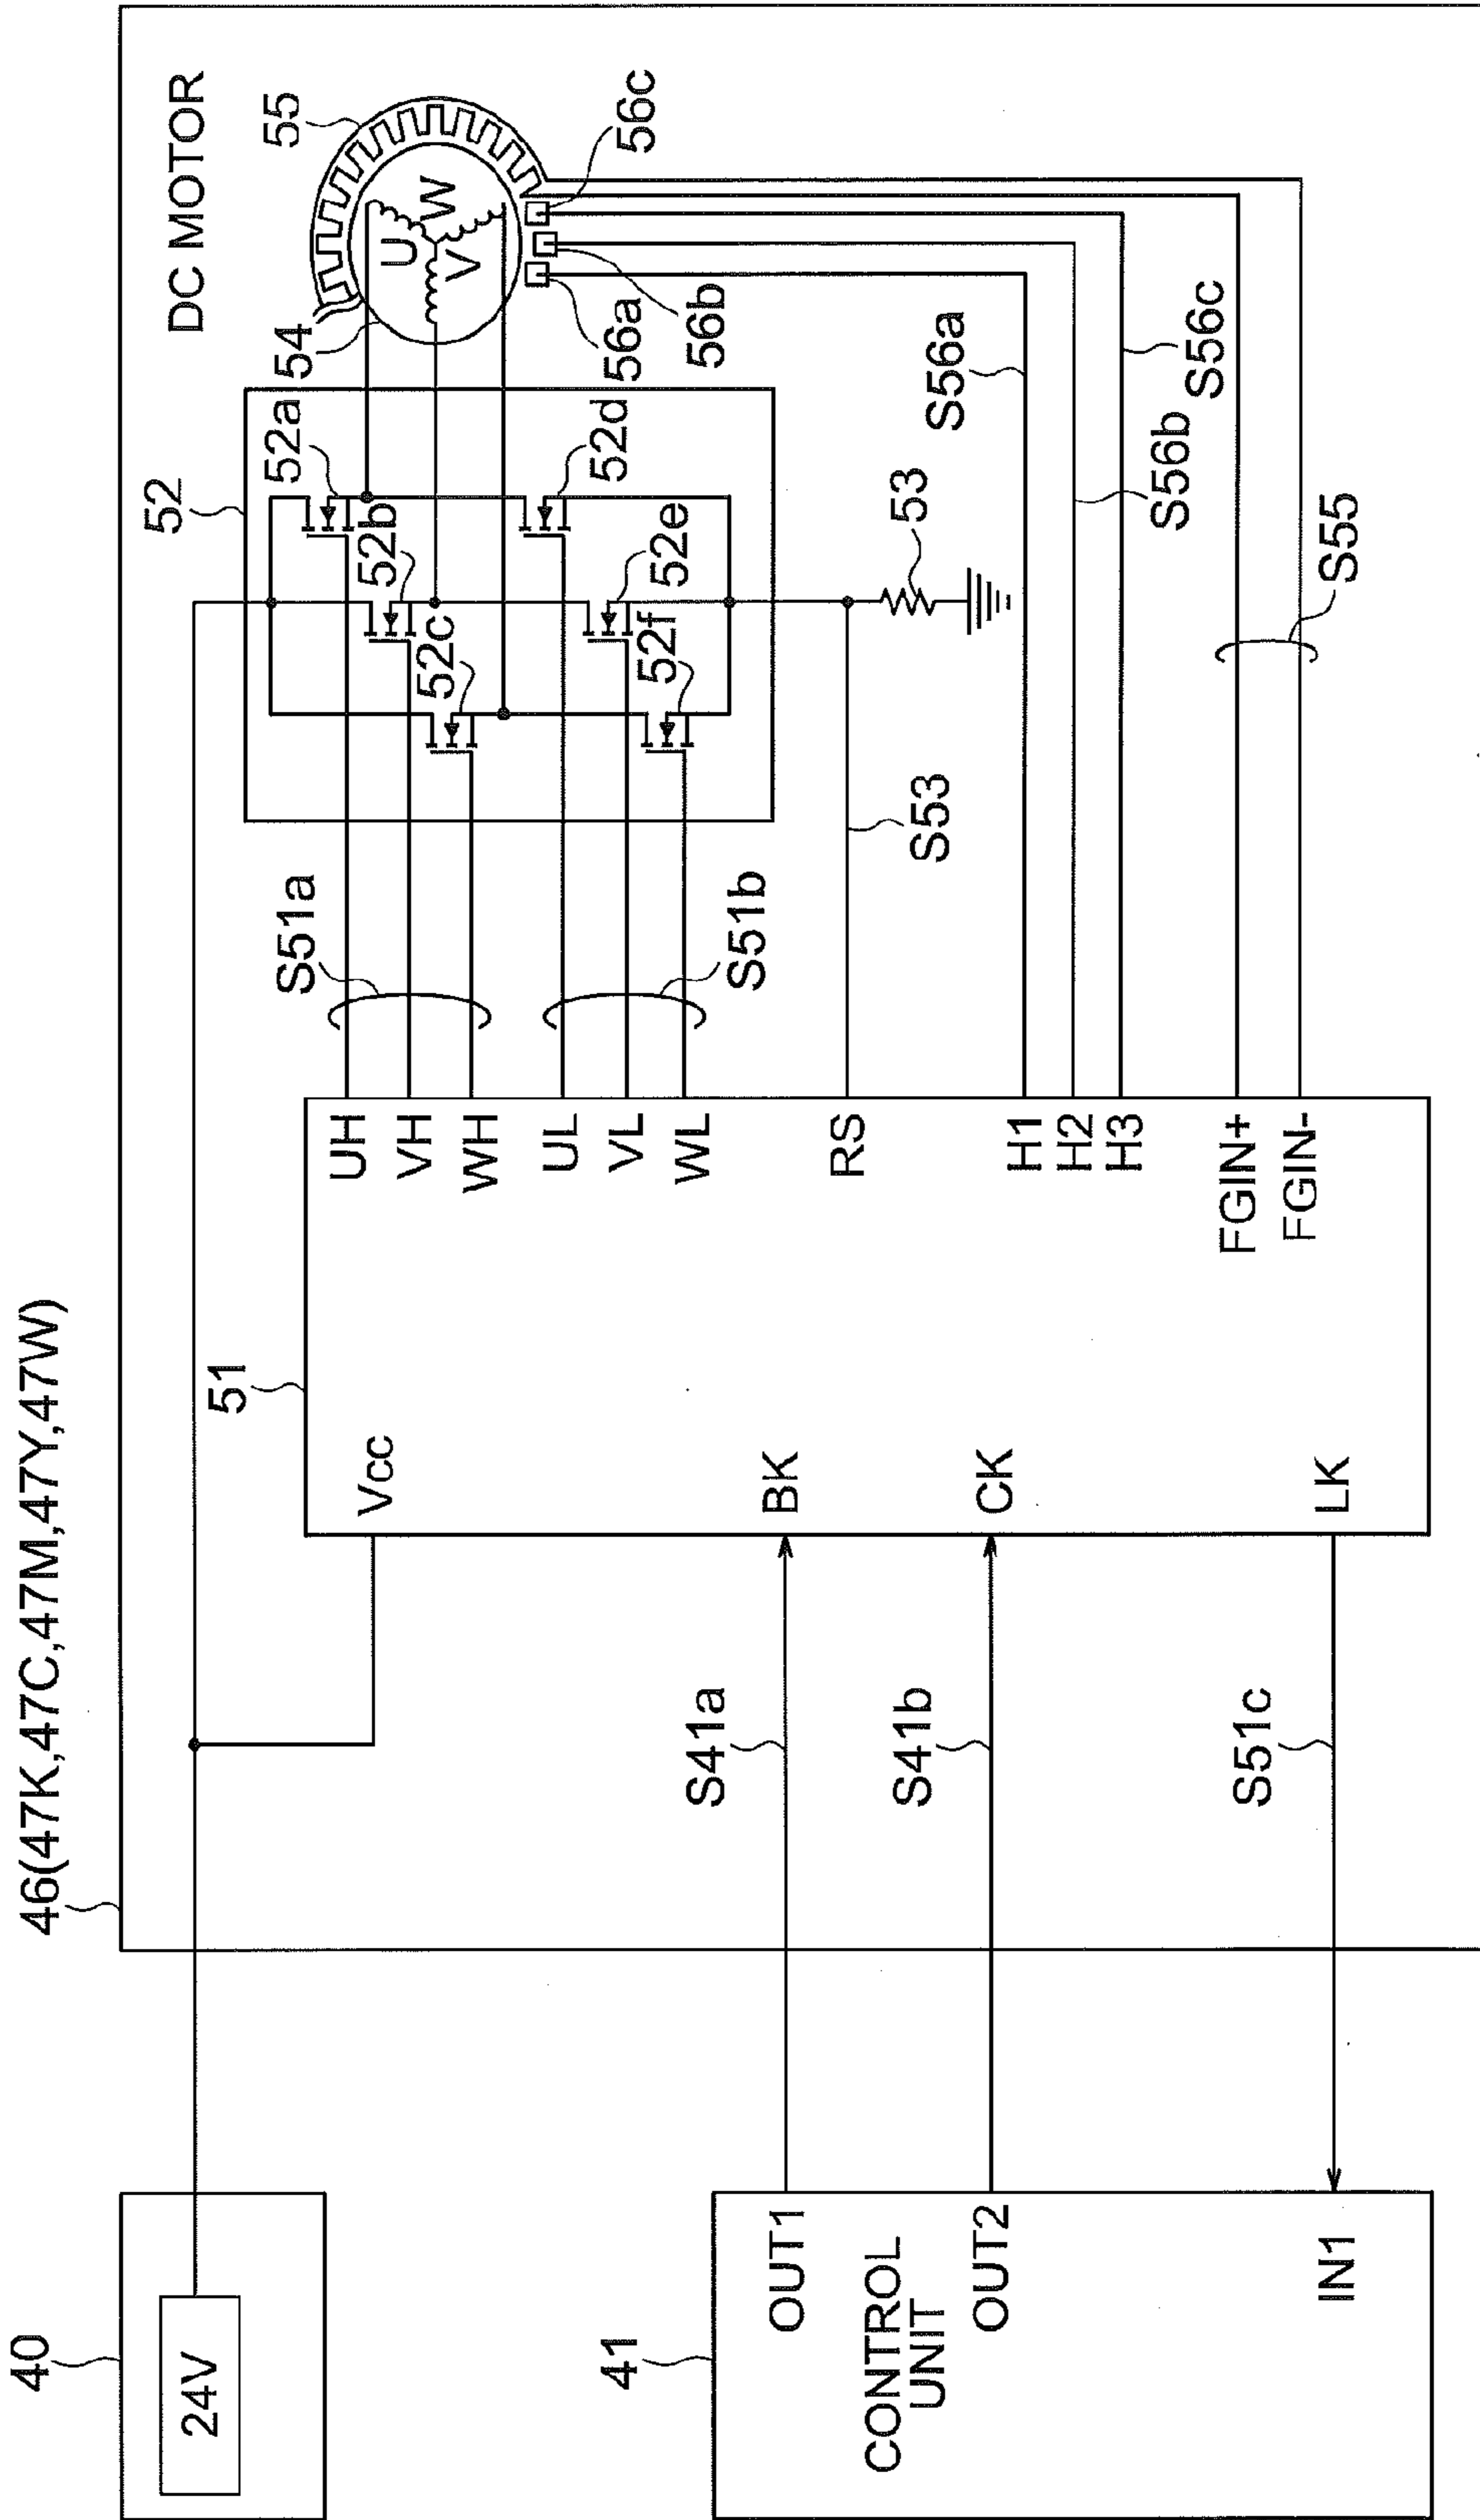 46(47K,47C,47M,47Y,47W)
40
24V
41
CONTROL
UNIT
OUT1
OUT2
IN1
S41a
S41b
S51c
DC MOTOR
51
Vcc
BK
CK
LK
UH
VH
WH
UL
VL
WL
RS
H1
H2
H3
FGIN+
FGIN-
S51a
S51b
S53
52
52a
52b
52c
52d
52e
52f
53
54
55
U
V
W
56a
56b
56c
S56a
S56b
S56c
S55